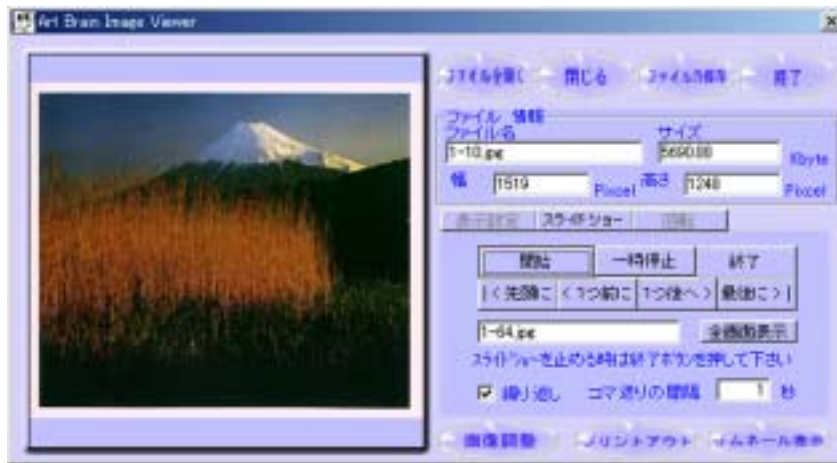 Art Brain Image Viewer
ファイルを開く 閉じる ファイルの保存 終了
ファイル 情報
ファイル名 サイズ
1-10.jpg 5690.00 Kbyte
幅 1519 Pixcel 高さ 1248 Pixcel
表示設定 スライドショー 印刷
開始 一時停止 終了
|< 先頭に < 1つ前に 1つ後へ > 最後に >|
1-64.jpg 全画面表示
スライドショーを止める時は終了ボタンを押して下さい
繰り返し コマ送りの間隔 1 秒
画像調整 プリントアウト サムネール表示